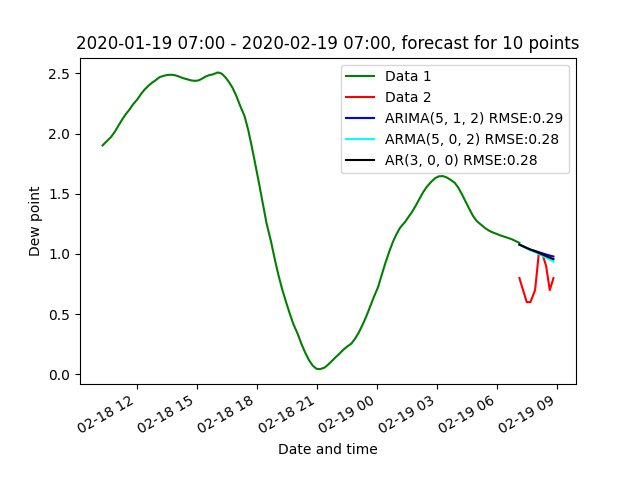 2020-01-19 07:00 - 2020-02-19 07:00, forecast for 10 points
Data 1
Data 2
ARIMA(5, 1, 2) RMSE:0.29
ARMA(5, 0, 2) RMSE:0.28
AR(3, 0, 0) RMSE:0.28
Dew point
2.5
2.0
1.5
1.0
0.5
0.0
02-18 12
02-18 15
02-18 18
02-18 21
02-19 00
02-19 03
02-19 06
02-19 09
Date and time